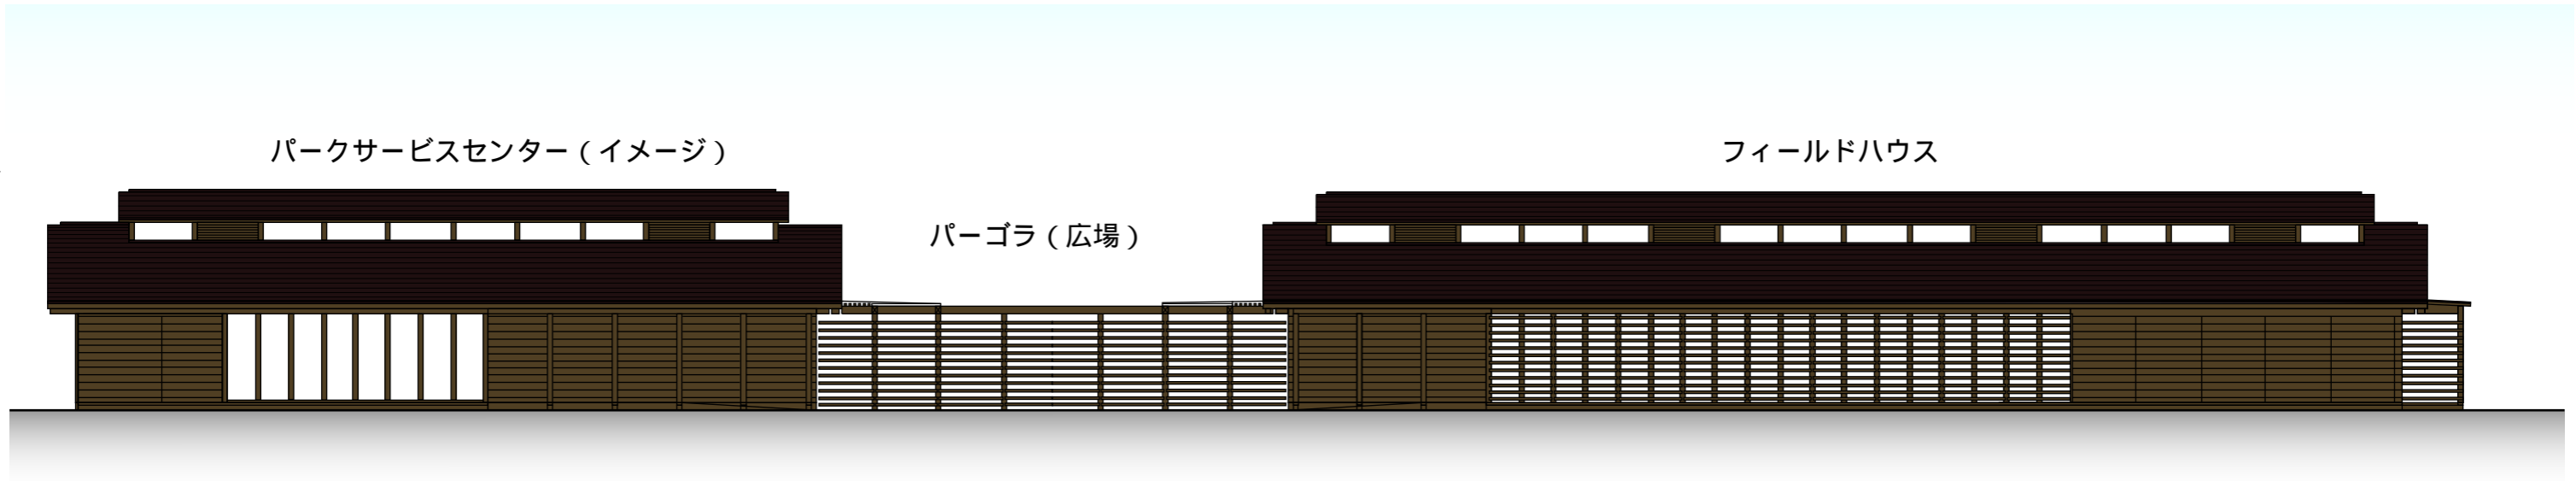 パークサービスセンター（イメージ）
フィールドハウス
パーゴラ（広場）